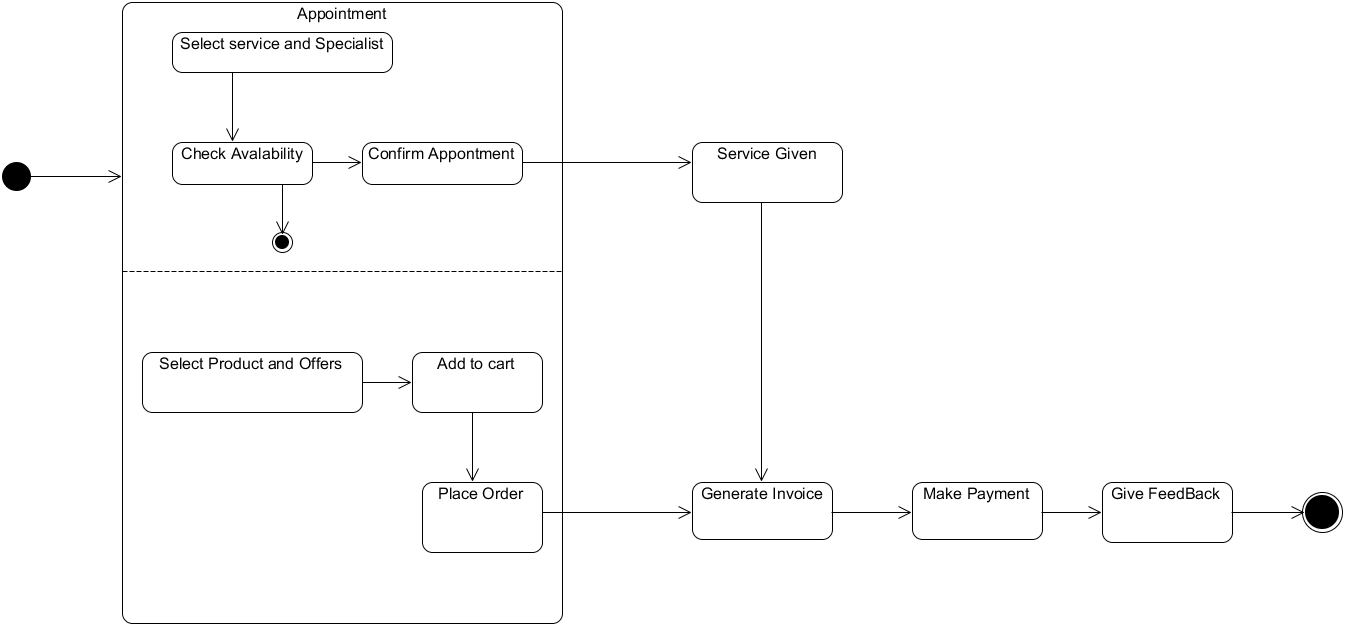 Appointment
Select service and Specialist
Check Avalability
Confirm Appontment
Service Given
Select Product and Offers
Add to cart
Place Order
Generate Invoice
Make Payment
Give FeedBack